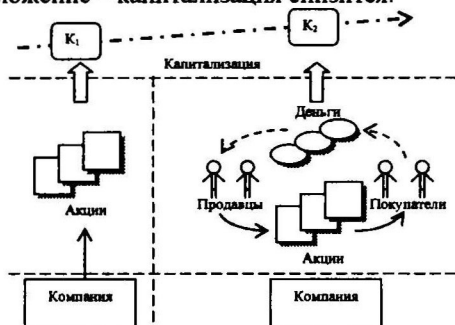 ложение – капитализация снизится.
K₁
K₂
Капитализация
Деньги
Продавцы
Покупатели
Акции
Акции
Компания
Компания